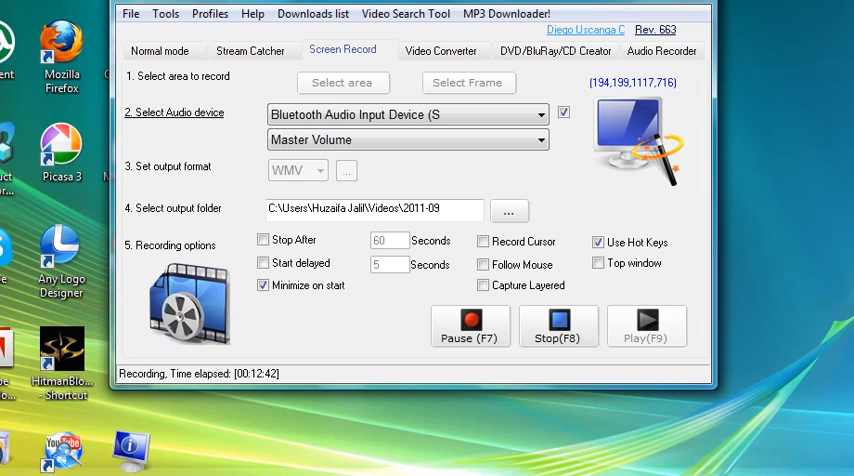 File Tools Profiles Help Downloads list Video Search Tool MP3 Downloader!
Diego Uscanga C Rev. 663
Normal mode Stream Catcher Screen Record Video Converter DVD/BluRay/CD Creator Audio Recorder
1. Select area to record Select area Select Frame (194,199,1117,716)
2. Select Audio device Bluetooth Audio Input Device (S
Master Volume
3. Set output format WMV ...
4. Select output folder C:\Users\Huzaifa Jalil\Videos\2011-09 ...
5. Recording options Stop After 60 Seconds Record Cursor Use Hot Keys
Start delayed 5 Seconds Follow Mouse Top window
Minimize on start Capture Layered
Pause (F7) Stop(F8) Play(F9)
Recording, Time elapsed: [00:12:42]
Mozilla
Firefox
Picasa 3
Any Logo
Designer
HitmanBlo...
- Shortcut
YouTube